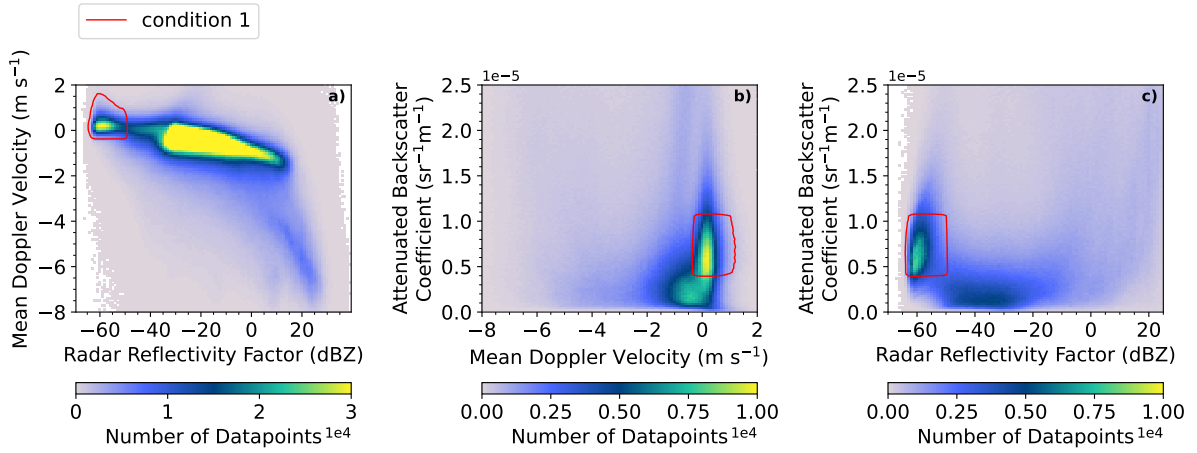 condition 1
a)
2
0
−2
−4
−6
−8
Mean Doppler Velocity (m s⁻¹)
−60 −40 −20 0 20
Radar Reflectivity Factor (dBZ)
0 1 2 3
1e4
Number of Datapoints
1e−5
b)
2.5
2.0
1.5
1.0
0.5
0.0
Attenuated Backscatter
Coefficient (sr⁻¹m⁻¹)
−8 −6 −4 −2 0 2
Mean Doppler Velocity (m s⁻¹)
0.00 0.25 0.50 0.75 1.00
1e4
Number of Datapoints
1e−5
c)
2.5
2.0
1.5
1.0
0.5
0.0
Attenuated Backscatter
Coefficient (sr⁻¹m⁻¹)
−60 −40 −20 0 20
Radar Reflectivity Factor (dBZ)
0.00 0.25 0.50 0.75 1.00
1e4
Number of Datapoints